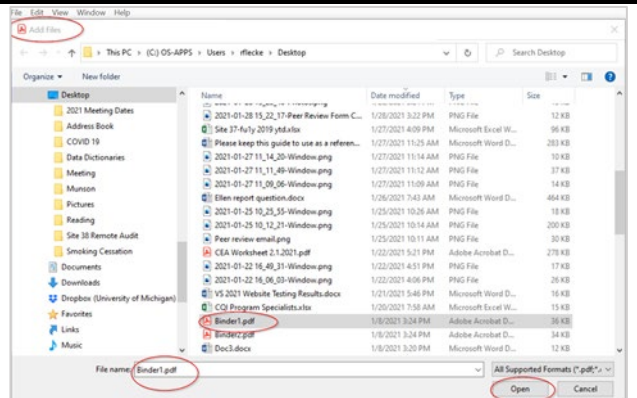 File Edit View Window Help
Add Files
This PC > (C:) OS-APPS > Users > rflecke > Desktop
Search Desktop
Organize New folder
Name Date modified Type Size
Desktop
2021 Meeting Dates
Address Book
COVID 19
Data Dictionaries
Meeting
Munson
Pictures
Reading
Site 38 Remote Audit
Smoking Cessation
Documents
Downloads
Dropbox (University of Michigan)
Favorites
Links
Music
2021-01-28 15_22_17-Peer Review Form C... 1/28/2021 3:22 PM PNG File 12 KB
1/27/2021 4:09 PM Microsoft Excel W... 96 KB
Please keep this guide to use as a referen... 1/27/2021 11:25 AM Microsoft Word D... 283 KB
2021-01-27 11_14_20-Window.png 1/27/2021 11:14 AM PNG File 10 KB
2021-01-27 11_11_49-Window.png 1/27/2021 11:12 AM PNG File 37 KB
2021-01-27 11_09_06-Window.png 1/27/2021 11:09 AM PNG File 14 KB
Ellen report question.docx 1/26/2021 7:43 AM Microsoft Word D... 464 KB
2021-01-25 10_25_55-Window.png 1/25/2021 10:26 AM PNG File 18 KB
2021-01-25 10_12_21-Window.png 1/25/2021 10:14 AM PNG File 200 KB
Peer review email.png 1/25/2021 10:11 AM PNG File 30 KB
CEA Worksheet 2.1.2021.pdf 1/22/2021 5:21 PM Adobe Acrobat D... 278 KB
2021-01-22 16_49_31-Window.png 1/22/2021 4:51 PM PNG File 17 KB
2021-01-22 16_06_03-Window.png 1/22/2021 4:06 PM PNG File 26 KB
VS 2021 Website Testing Results.docx 1/21/2021 5:46 PM Microsoft Word D... 16 KB
CQI Program Specialists.xlsx 1/20/2021 7:58 AM Microsoft Excel W... 15 KB
Binder1.pdf 1/8/2021 3:24 PM Adobe Acrobat D... 36 KB
Binder2.pdf 1/8/2021 3:24 PM Adobe Acrobat D... 34 KB
Doc3.docx 1/8/2021 3:20 PM Microsoft Word D... 12 KB
File name: Binder1.pdf
All Supported Formats (*.pdf;*.
Open Cancel